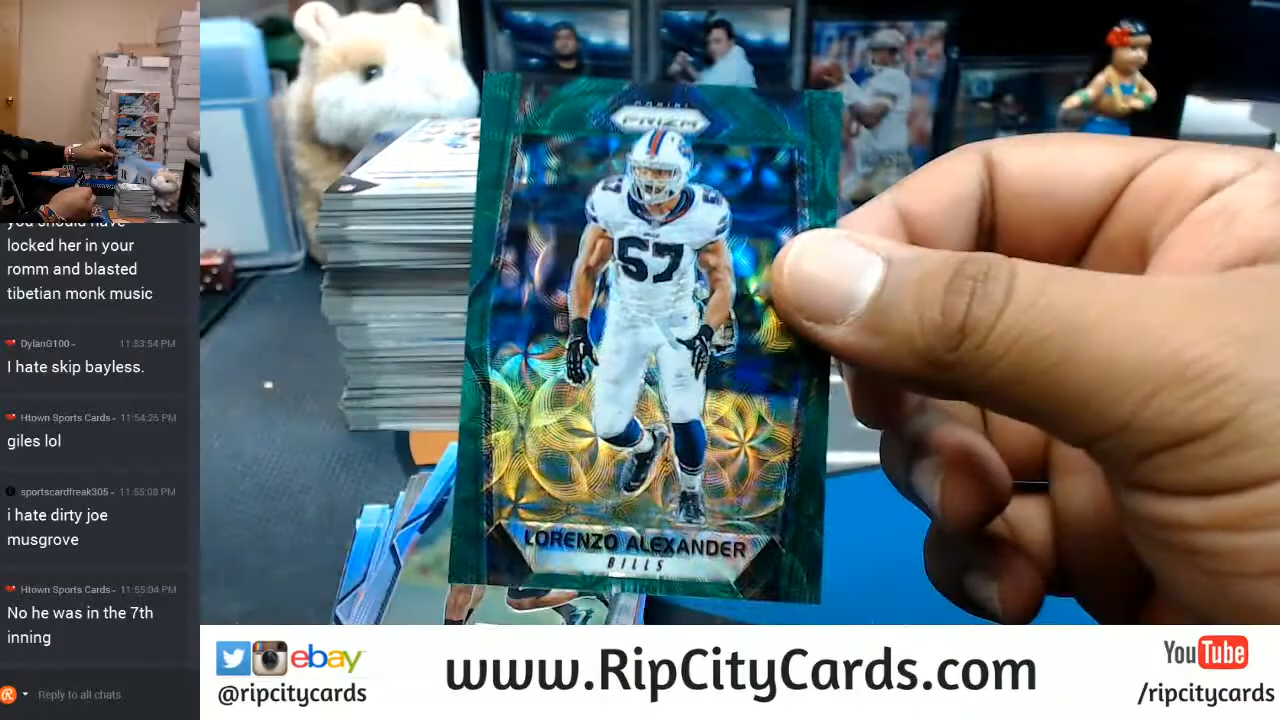 you should have
locked her in your
romm and blasted
tibetian monk music
DylanG100 - 11:53:54 PM
I hate skip bayless.
Htown Sports Cards - 11:54:25 PM
giles lol
sportscardfreak305 - 11:55:08 PM
i hate dirty joe
musgrove
Htown Sports Cards - 11:55:04 PM
No he was in the 7th
inning
Reply to all chats
PANINI
PRIZM
57
LORENZO ALEXANDER
BILLS
ebay
@ripcitycards
www.RipCityCards.com
YouTube
/ripcitycards